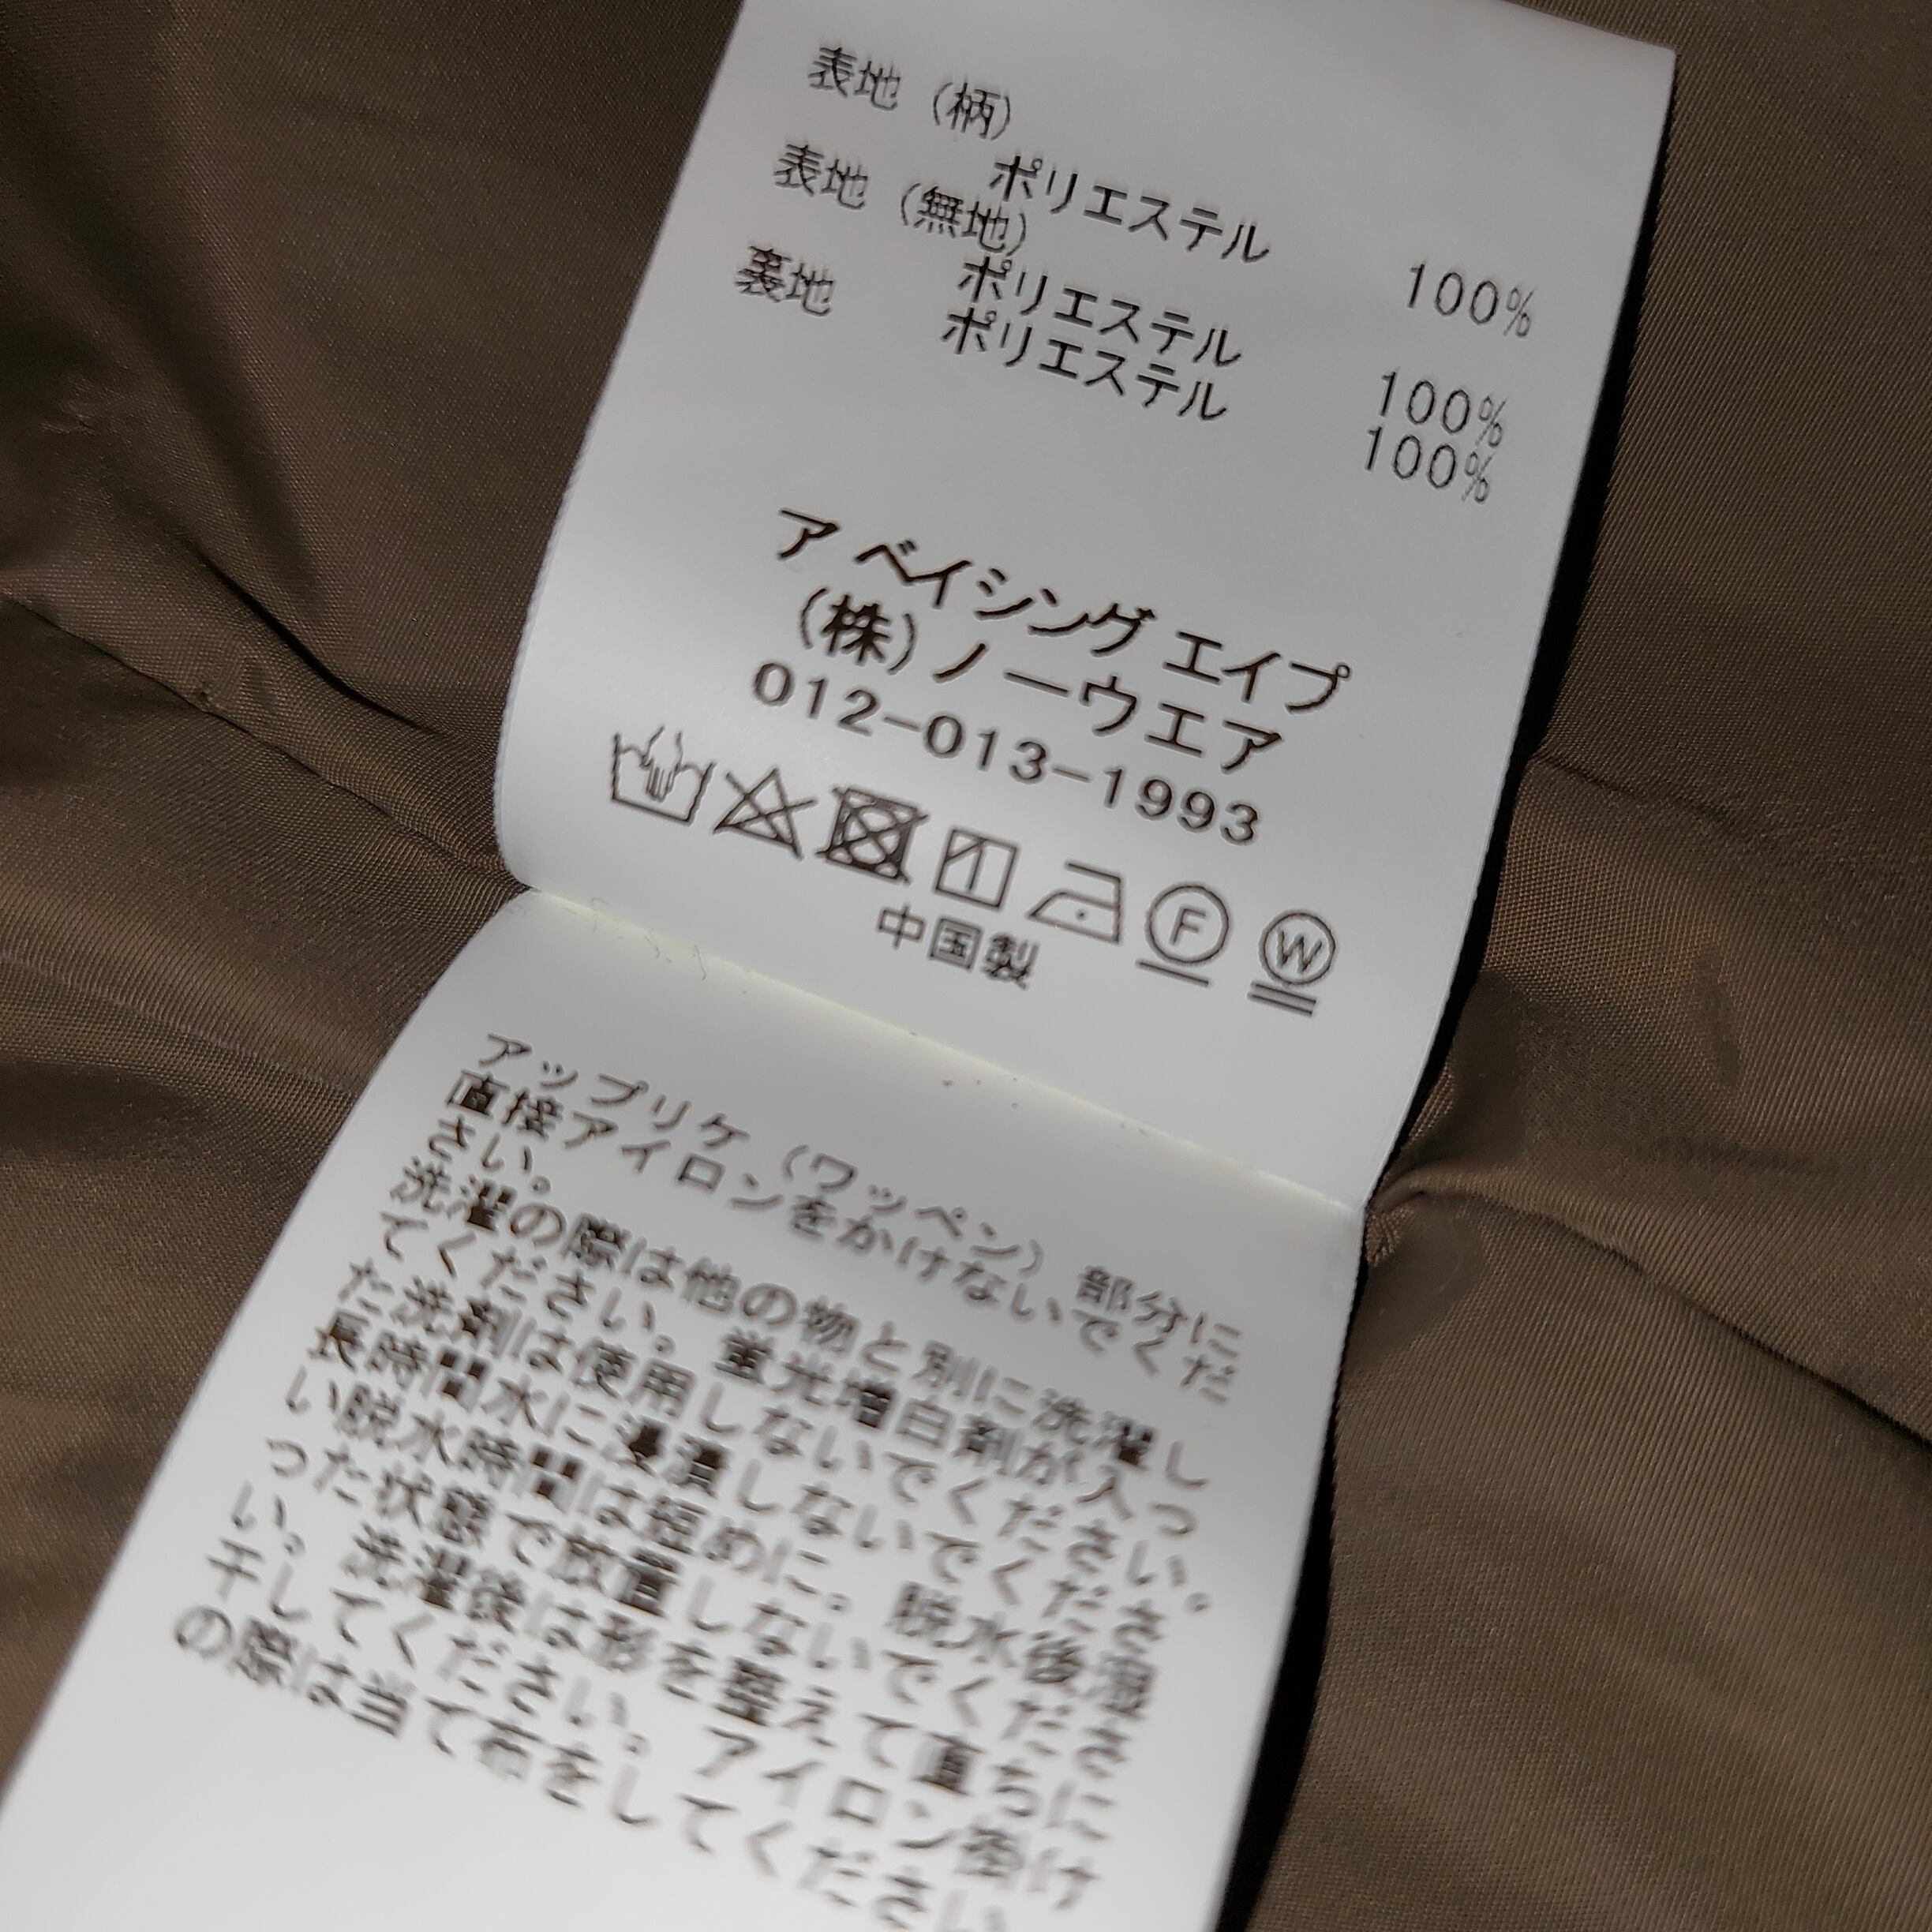 表地（柄）
ポリエステル 100%
表地（無地）
ポリエステル 100%
裏地 ポリエステル 100%
ア ベイシング エイプ
（株）ノーウエア
012-013-1993
F W
中国製
アップリケ（ワッペン）部分に
直接アイロンをかけないでくだ
さい。
洗濯の際は他の物と別に洗濯し
てください。蛍光増白剤が入っ
た洗剤は使用しないでください。
長時間水に浸漬しないでくださ
い脱水時間は短めに。脱水後湿
った状態で放置しないでくださ
い。洗濯後は形を整えて直ちに
干してください。アイロン掛け
の際は当て布をしてください